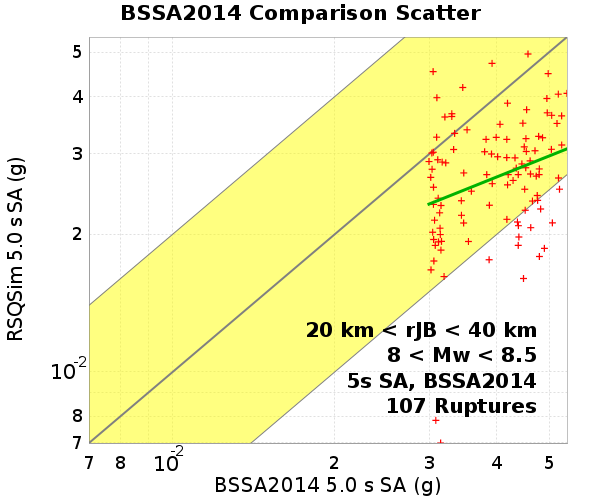 BSSA2014 Comparison Scatter
RSQSim 5.0 s SA (g)
5
4
3
2
10-2
8
7
20 km < rJB < 40 km
8 < Mw < 8.5
5s SA, BSSA2014
107 Ruptures
7 8 10-2 2 3 4 5
BSSA2014 5.0 s SA (g)